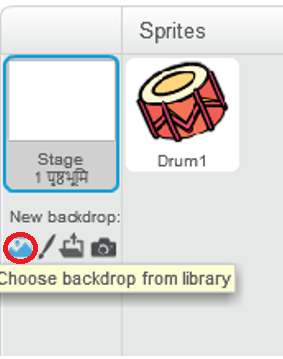 Sprites
Stage
1 पृष्ठभूमि
Drum1
New backdrop:
Choose backdrop from library